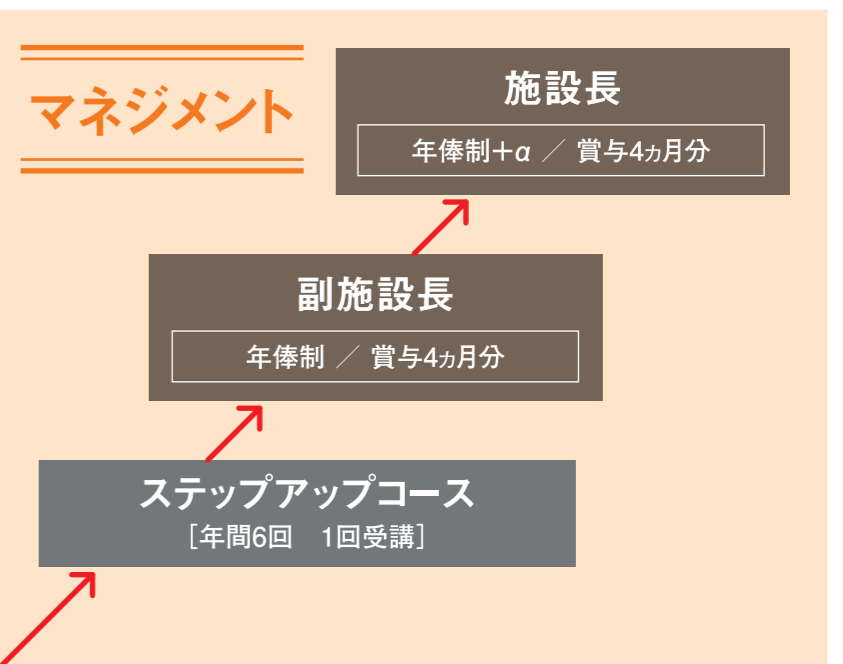 マネジメント
施設長
年俸制+α ／ 賞与4ヵ月分
副施設長
年俸制 ／ 賞与4ヵ月分
ステップアップコース
［年間6回　1回受講］